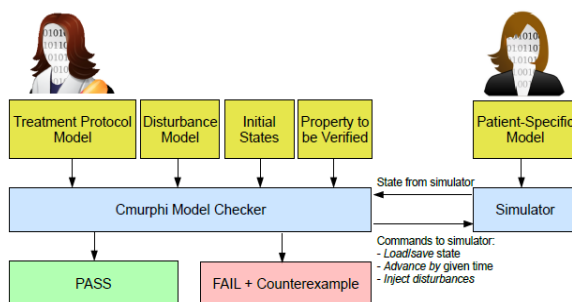 Treatment Protocol
Model
Disturbance
Model
Initial
States
Property to
be Verified
Patient-Specific
Model
State from simulator
Cmurphi Model Checker
Simulator
Commands to simulator:
- Load/save state
- Advance by given time
- Inject disturbances
PASS
FAIL + Counterexample